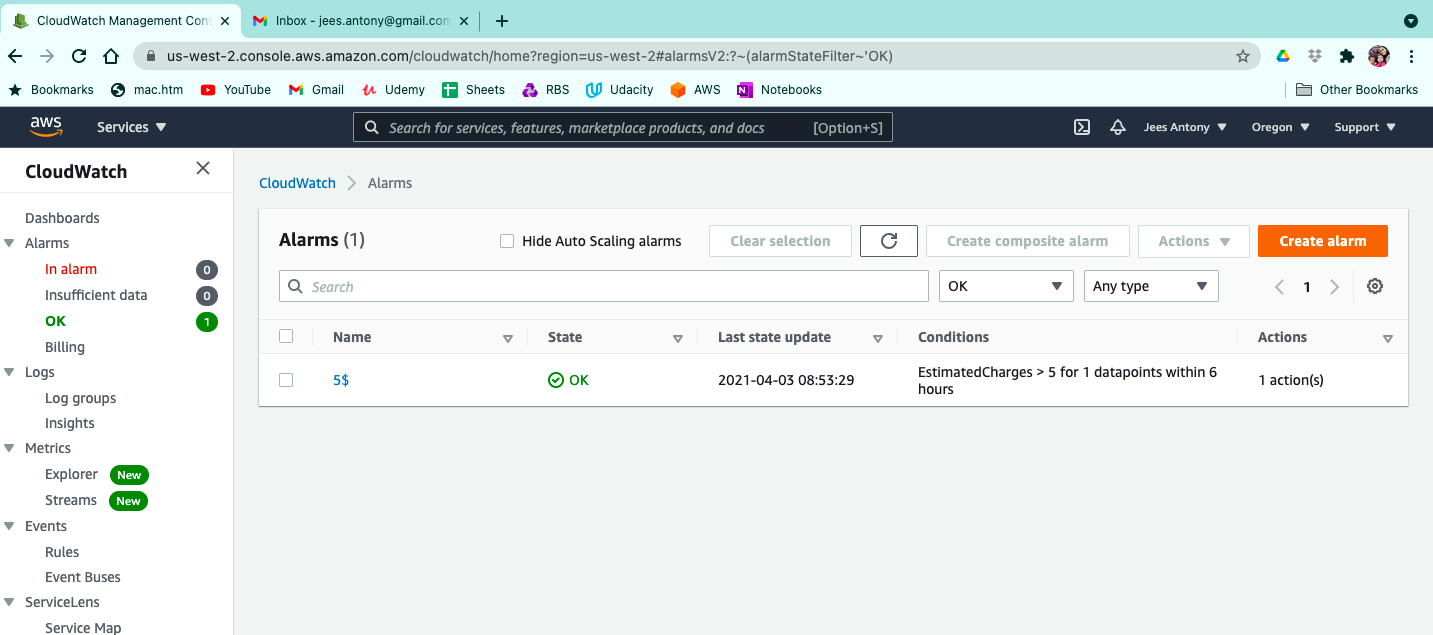 CloudWatch Management Cons
Inbox - jees.antony@gmail.com
us-west-2.console.aws.amazon.com/cloudwatch/home?region=us-west-2#alarmsV2:?~(alarmStateFilter~'OK)
Bookmarks mac.htm YouTube Gmail Udemy Sheets RBS Udacity AWS Notebooks Other Bookmarks
aws Services Search for services, features, marketplace products, and docs [Option+S] Jees Antony Oregon Support
CloudWatch
Dashboards
Alarms
In alarm 0
Insufficient data 0
OK 1
Billing
Logs
Log groups
Insights
Metrics
Explorer New
Streams New
Events
Rules
Event Buses
ServiceLens
Service Map
CloudWatch Alarms
Alarms (1) Hide Auto Scaling alarms Clear selection Create composite alarm Actions Create alarm
Search OK Any type 1
Name State Last state update Conditions Actions
5$ OK 2021-04-03 08:53:29 EstimatedCharges > 5 for 1 datapoints within 6 1 action(s)
hours